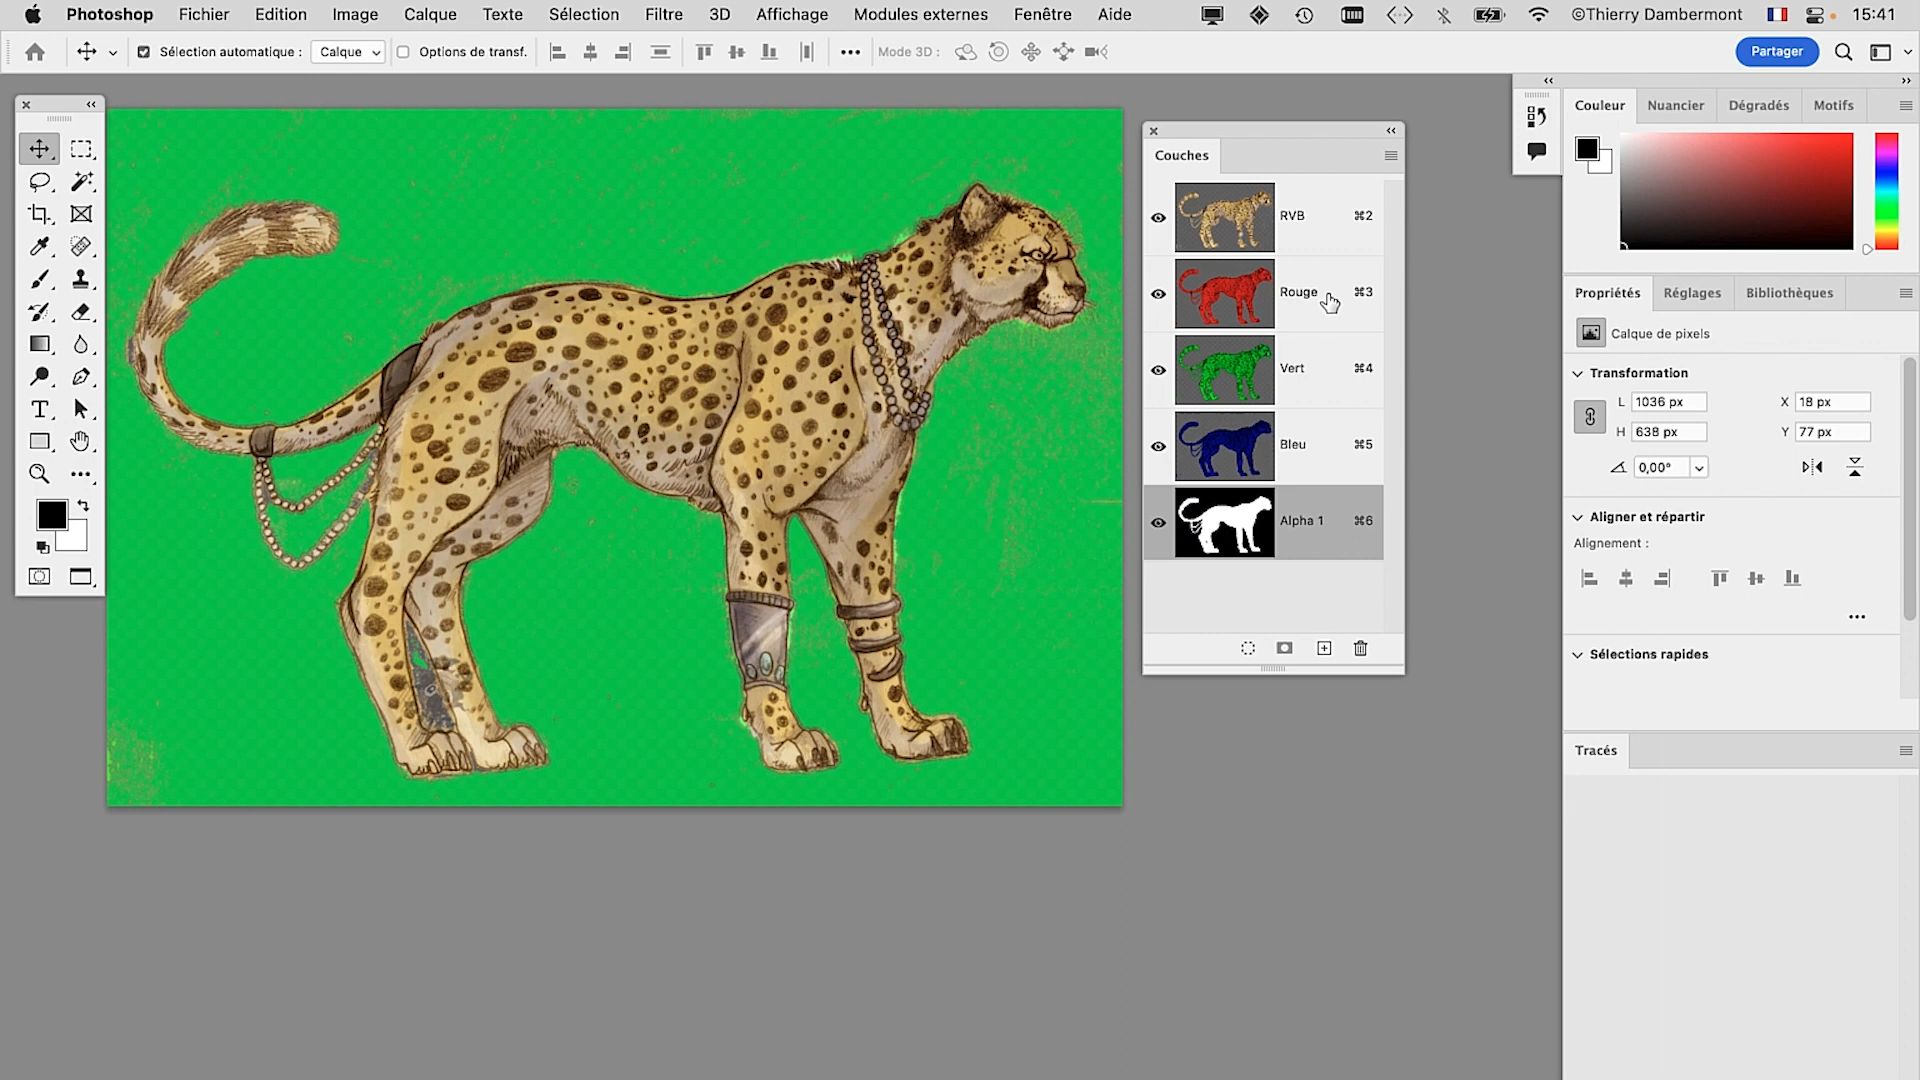 Photoshop Fichier Edition Image Calque Texte Sélection Filtre 3D Affichage Modules externes Fenêtre Aide ©Thierry Dambermont 15:41
Sélection automatique : Calque Options de transf. Mode 3D : Partager
Couleur Nuancier Dégradés Motifs
Couches
RVB ⌘2
Rouge ⌘3
Vert ⌘4
Bleu ⌘5
Alpha 1 ⌘6
Propriétés Réglages Bibliothèques
Calque de pixels
Transformation
L 1036 px X 18 px
H 638 px Y 77 px
0,00°
Aligner et répartir
Alignement :
Sélections rapides
Tracés